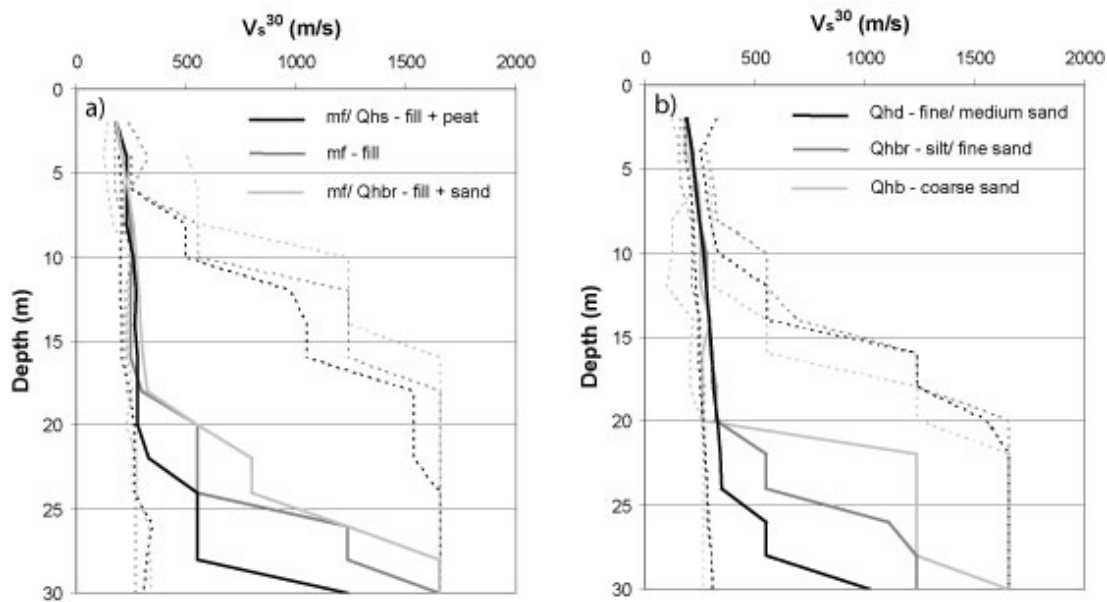 Vs³⁰ (m/s)
0 500 1000 1500 2000
Depth (m)
0
5
10
15
20
25
30
a)
mf/ Qhs - fill + peat
mf - fill
mf/ Qhbr - fill + sand
Vs³⁰ (m/s)
0 500 1000 1500 2000
Depth (m)
0
5
10
15
20
25
30
b)
Qhd - fine/ medium sand
Qhbr - silt/ fine sand
Qhb - coarse sand